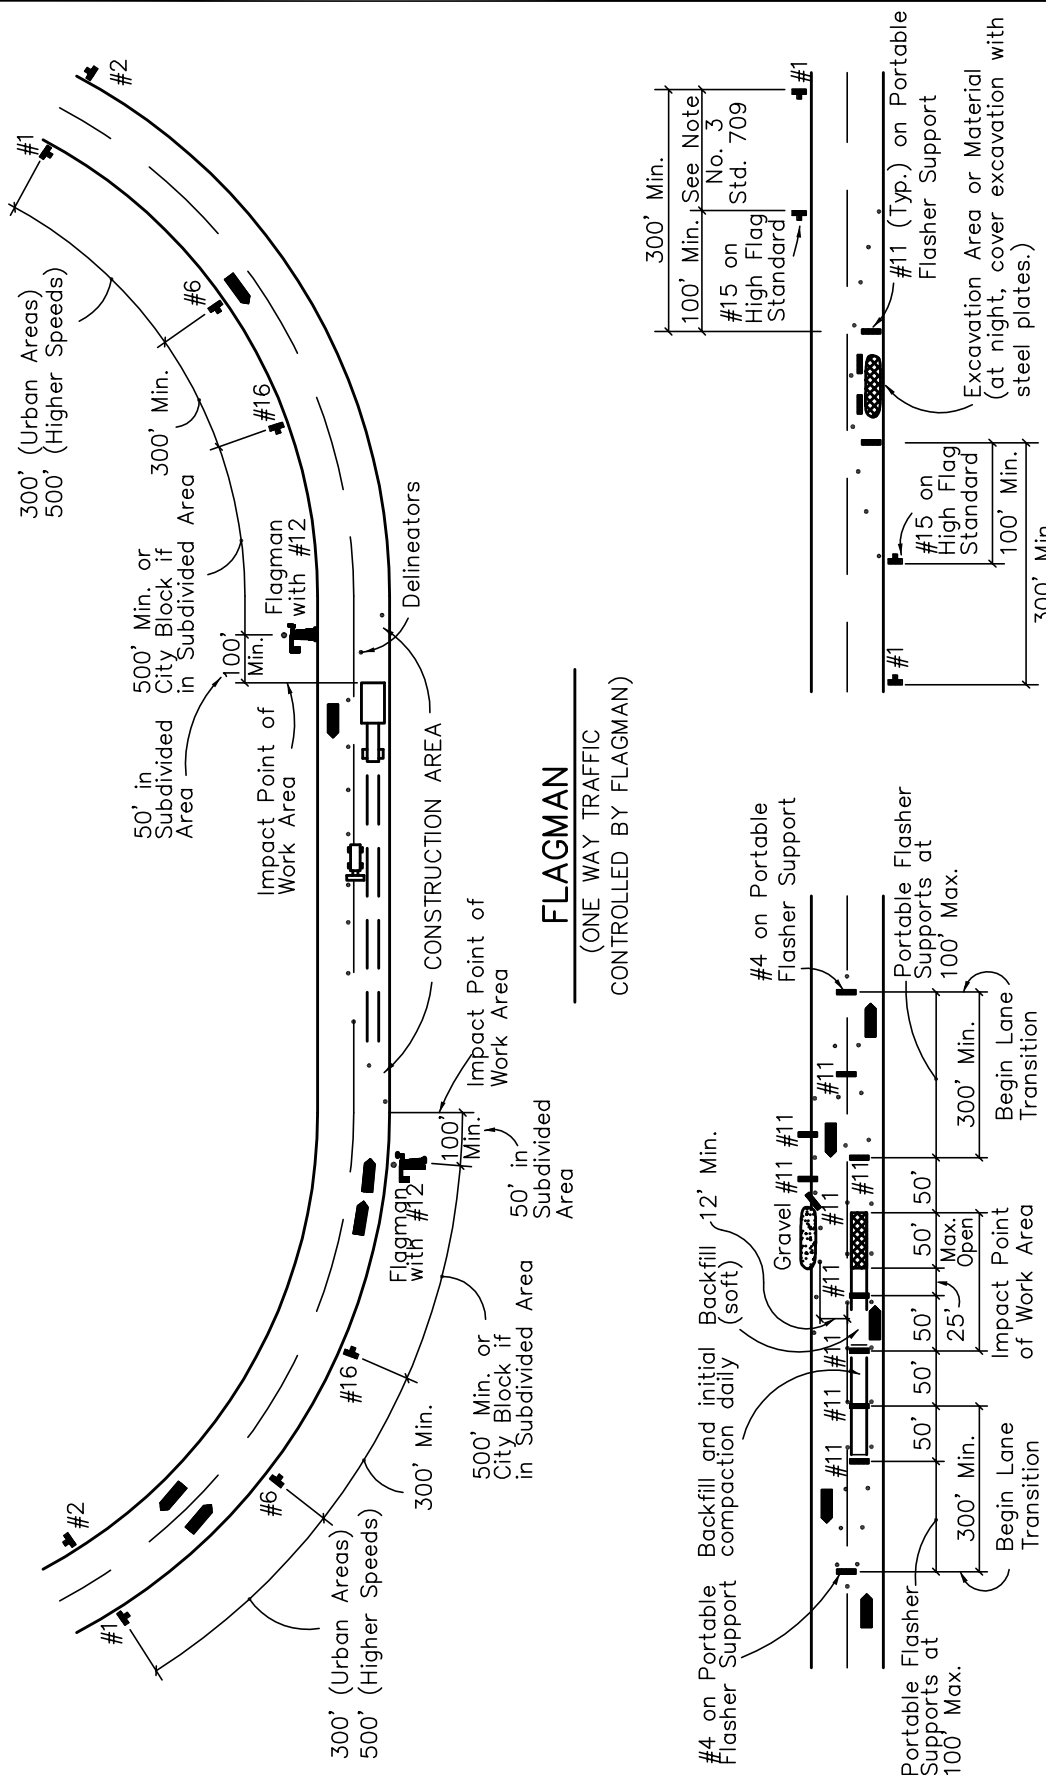 #1
#2
300' (Urban Areas)
500' (Higher Speeds)
#6
300' Min.
#16
500' Min. or
City Block if
in Subdivided Area
Flagman
with #12
100'
Min.
50' in
Subdivided
Area
Impact Point of
Work Area
Delineators
CONSTRUCTION AREA
Impact Point of
Work Area
100'
Min.
50' in
Subdivided
Area
Flagman
with #12
500' Min. or
City Block if
in Subdivided Area
#16
300' Min.
#6
#2
#1
300' (Urban Areas)
500' (Higher Speeds)
FLAGMAN
(ONE WAY TRAFFIC
CONTROLLED BY FLAGMAN)
#1
300' Min.
See Note
No. 3
Std. 709
100' Min.
#15 on
High Flag
Standard
#11 (Typ.) on Portable
Flasher Support
Excavation Area or Material
(at night, cover excavation with
steel plates.)
#15 on
High Flag
Standard
100' Min.
300' Min
#1
#4 on Portable
Flasher Support
Portable Flasher
Supports at
100' Max.
300' Min.
Begin Lane
Transition
#11
#11
#11
#11
#11
Gravel
12' Min.
Backfill
(soft)
Backfill and initial
compaction daily
#11
#11
#11
#11
50'
50'
Max.
Open
50'
25'
50'
50'
Impact Point
of Work Area
300' Min.
Begin Lane
Transition
#4 on Portable
Flasher Support
Portable Flasher
Supports at
100' Max.